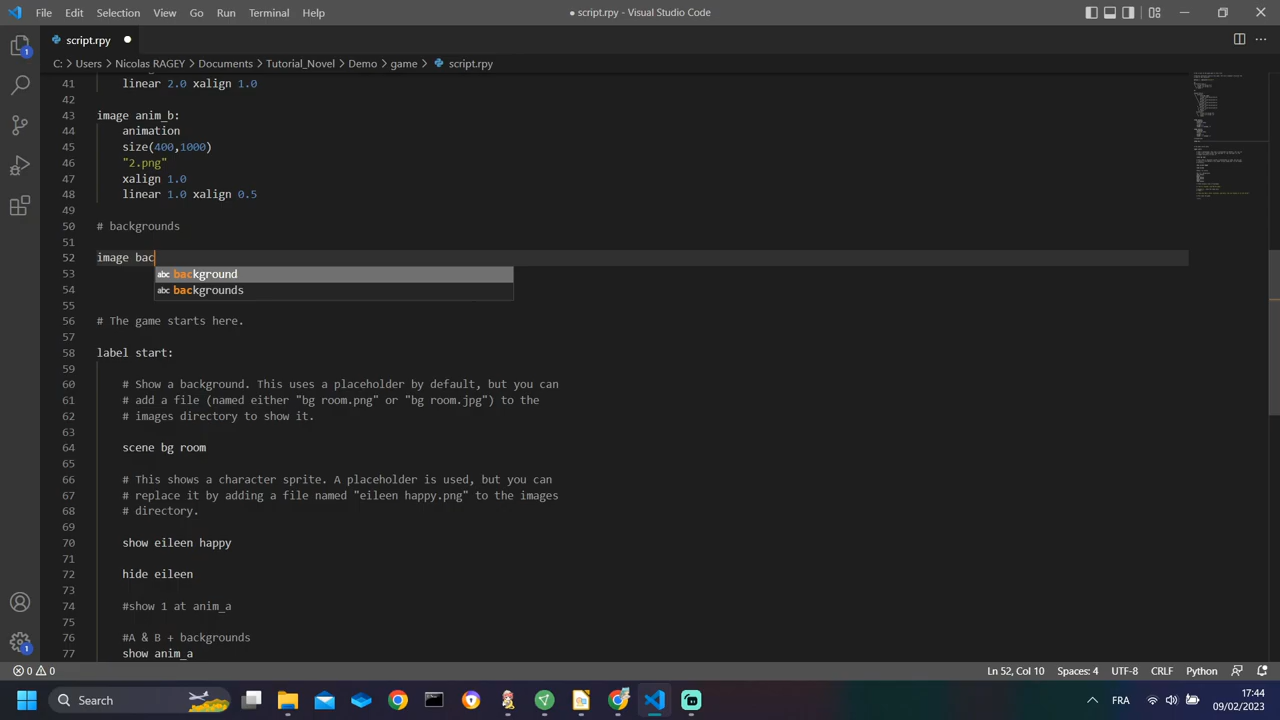 File Edit Selection View Go Run Terminal Help
● script.rpy - Visual Studio Code
script.rpy ●
C: > Users > Nicolas RAGEY > Documents > Tutorial_Novel > Demo > game > script.rpy
41 linear 2.0 xalign 1.0
42
43 image anim_b:
44 animation
45 size(400,1000)
46 "2.png"
47 xalign 1.0
48 linear 1.0 xalign 0.5
49
50 # backgrounds
51
52 image bac
53 abc background
54 abc backgrounds
55
56 # The game starts here.
57
58 label start:
59
60 # Show a background. This uses a placeholder by default, but you can
61 # add a file (named either "bg room.png" or "bg room.jpg") to the
62 # images directory to show it.
63
64 scene bg room
65
66 # This shows a character sprite. A placeholder is used, but you can
67 # replace it by adding a file named "eileen happy.png" to the images
68 # directory.
69
70 show eileen happy
71
72 hide eileen
73
74 #show 1 at anim_a
75
76 #A & B + backgrounds
77 show anim_a
0 0 Ln 52, Col 10 Spaces: 4 UTF-8 CRLF Python
Search FRA 17:44
09/02/2023